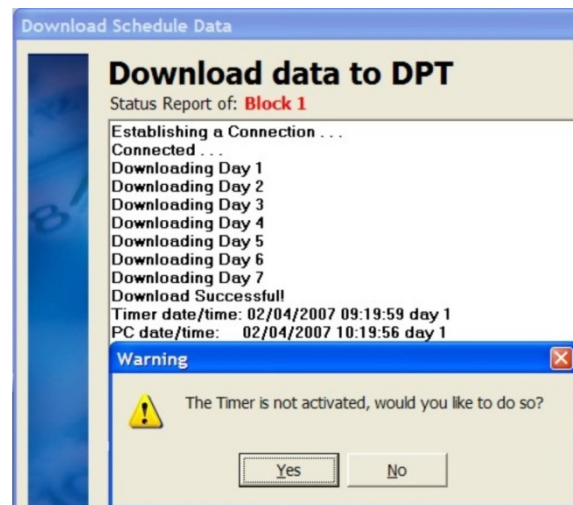 Download Schedule Data
Download data to DPT
Status Report of: Block 1
Establishing a Connection . . .
Connected . . .
Downloading Day 1
Downloading Day 2
Downloading Day 3
Downloading Day 4
Downloading Day 5
Downloading Day 6
Downloading Day 7
Download Successful!
Timer date/time: 02/04/2007 09:19:59 day 1
PC date/time: 02/04/2007 10:19:56 day 1
Warning
The Timer is not activated, would you like to do so?
Yes No